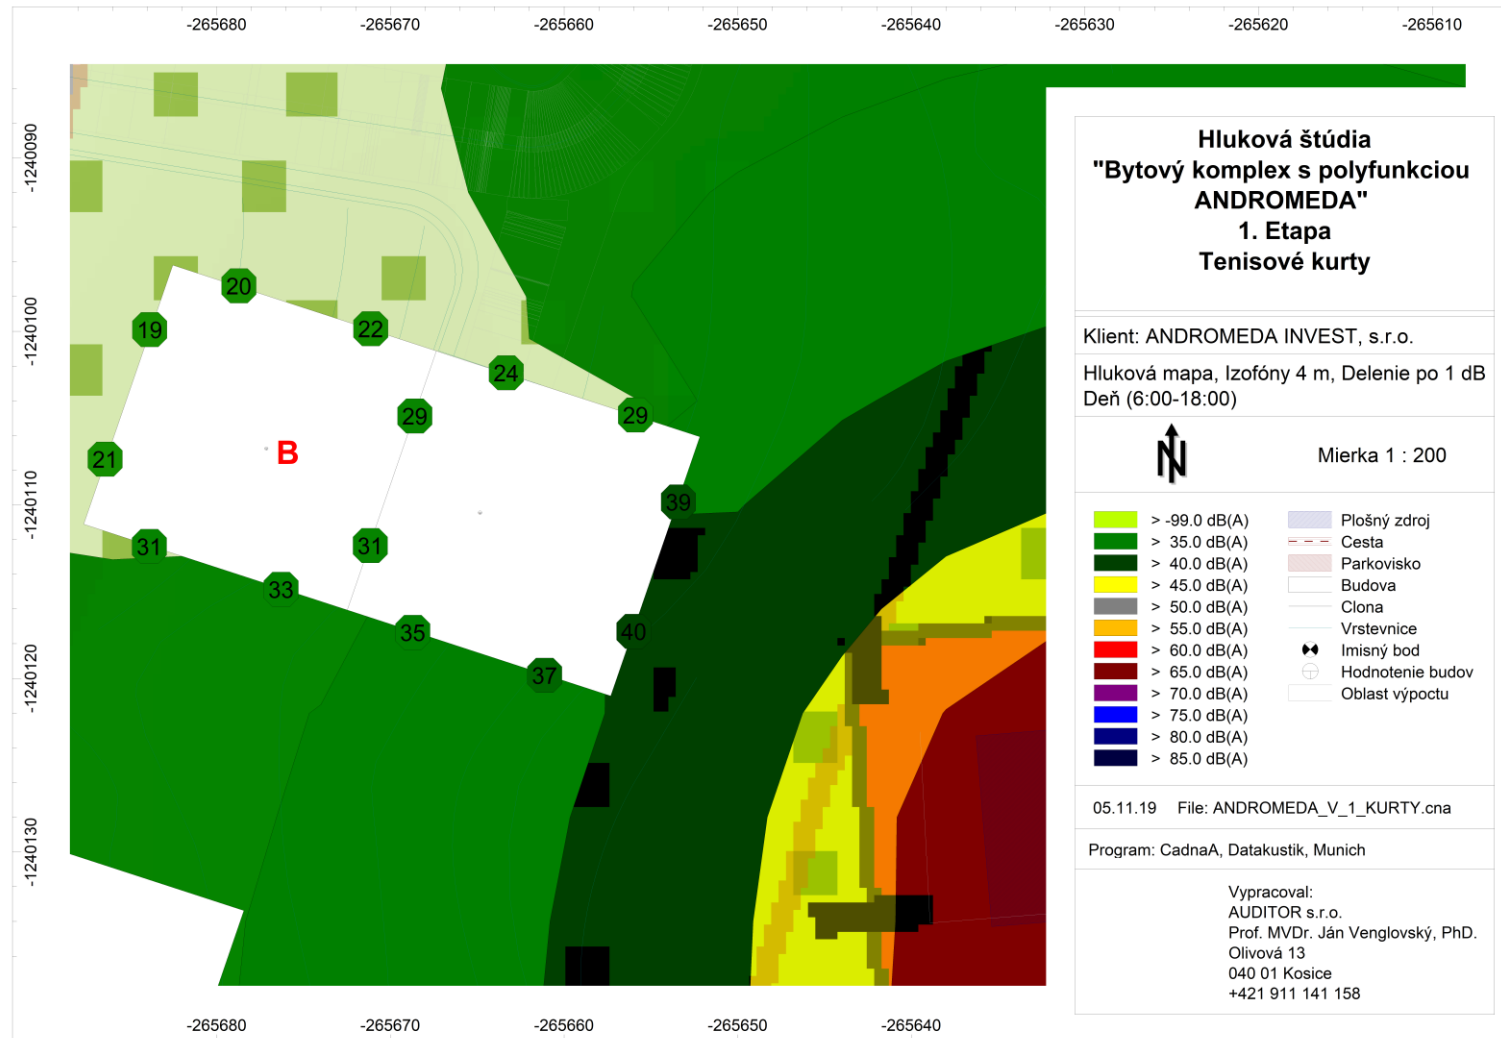 -265680 -265670 -265660 -265650 -265640 -265630 -265620 -265610
-1240090
-1240100
-1240110
-1240120
-1240130
20
19
22
24
29
29
B
21
39
31
31
33
35
40
37
-265680 -265670 -265660 -265650 -265640
Hluková štúdia
"Bytový komplex s polyfunkciou
ANDROMEDA"
1. Etapa
Tenisové kurty
Klient: ANDROMEDA INVEST, s.r.o.
Hluková mapa, Izofóny 4 m, Delenie po 1 dB
Deň (6:00-18:00)
N
Mierka 1 : 200
> -99.0 dB(A)
> 35.0 dB(A)
> 40.0 dB(A)
> 45.0 dB(A)
> 50.0 dB(A)
> 55.0 dB(A)
> 60.0 dB(A)
> 65.0 dB(A)
> 70.0 dB(A)
> 75.0 dB(A)
> 80.0 dB(A)
> 85.0 dB(A)
Plošný zdroj
Cesta
Parkovisko
Budova
Clona
Vrstevnice
Imisný bod
Hodnotenie budov
Oblast výpoctu
05.11.19 File: ANDROMEDA_V_1_KURTY.cna
Program: CadnaA, Datakustik, Munich
Vypracoval:
AUDITOR s.r.o.
Prof. MVDr. Ján Venglovský, PhD.
Olivová 13
040 01 Kosice
+421 911 141 158